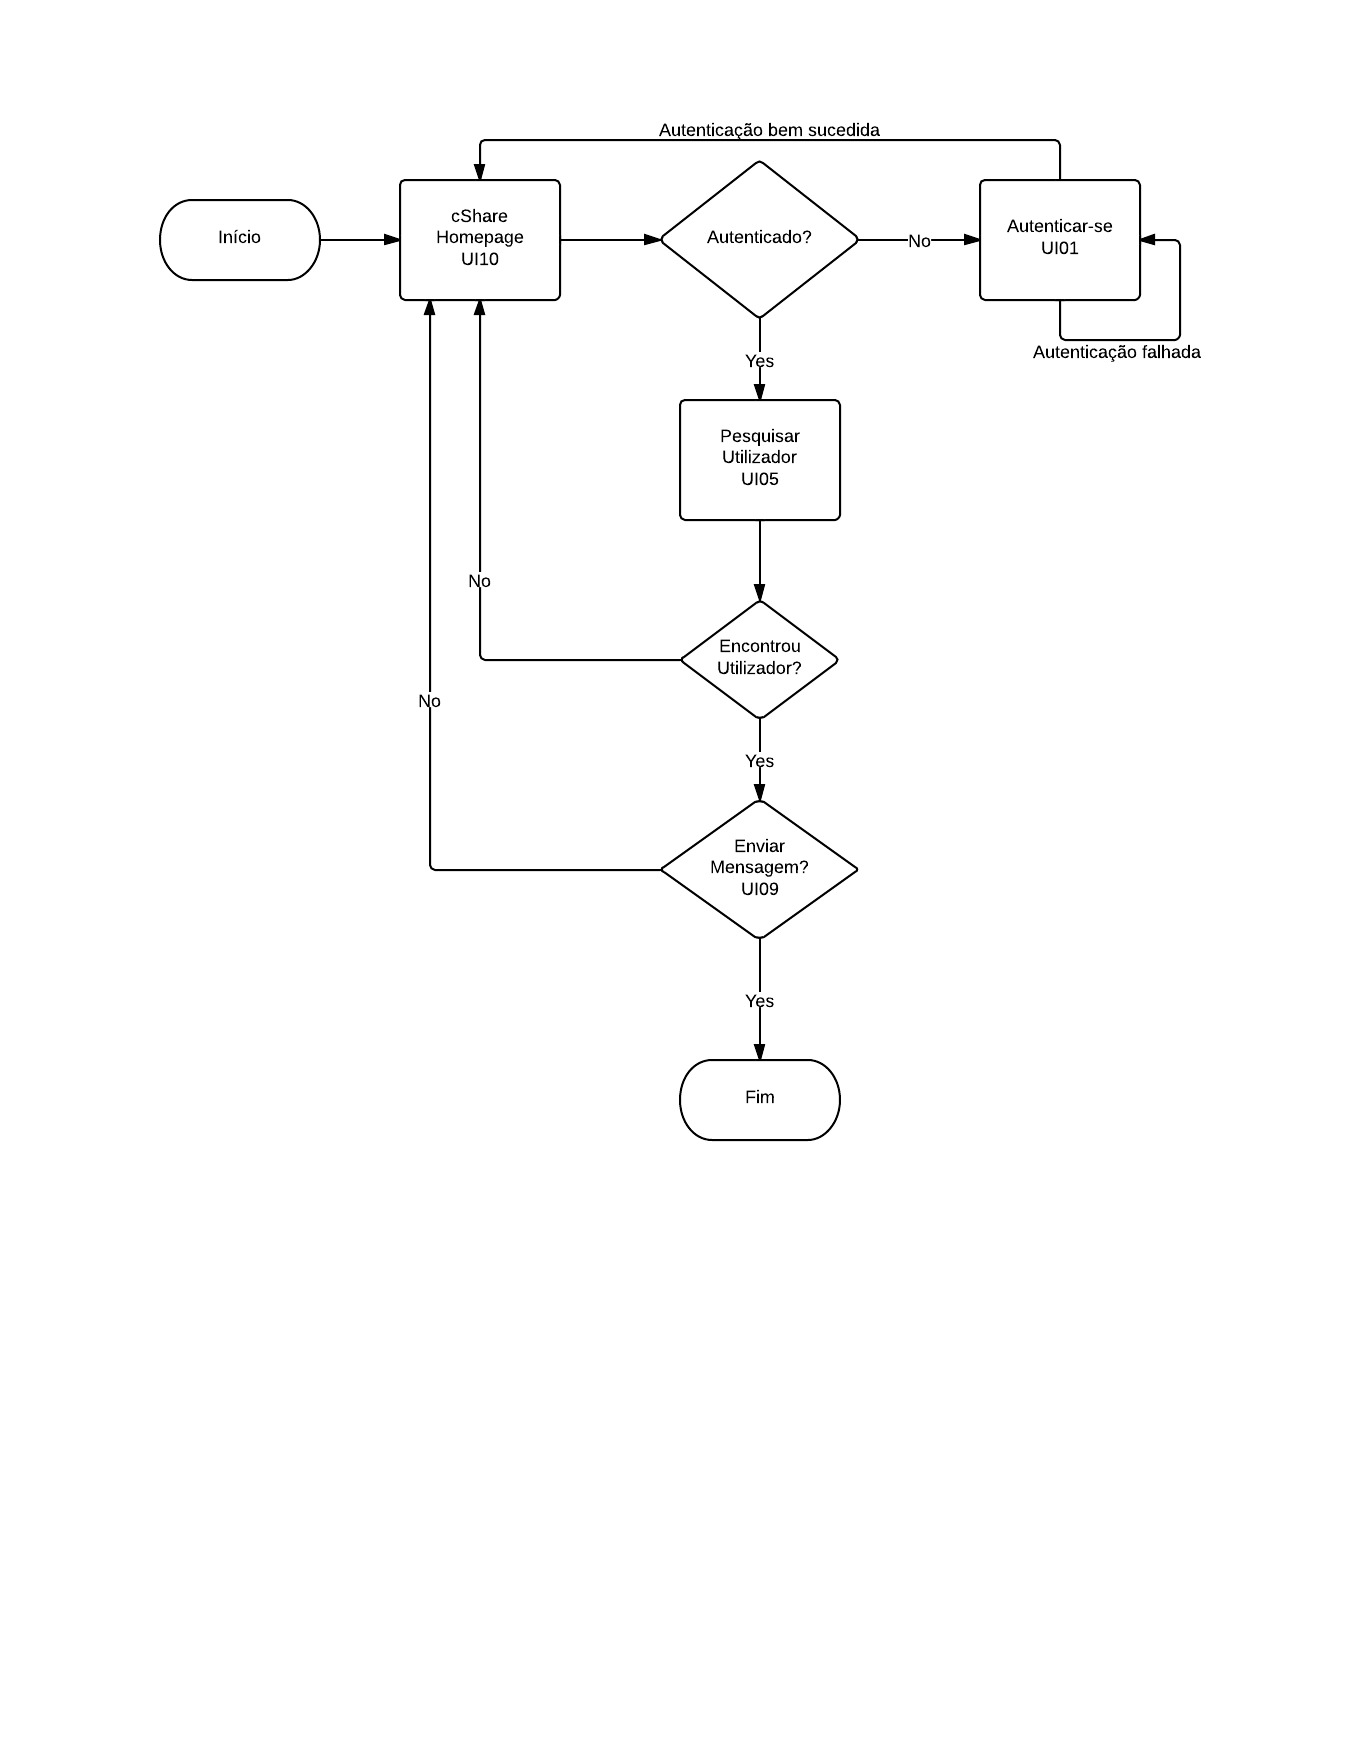 Autenticação bem sucedida
Início
cShare
Homepage
UI10
Autenticado?
No
Autenticar-se
UI01
Autenticação falhada
Yes
Pesquisar
Utilizador
UI05
No
Encontrou
Utilizador?
No
Yes
Enviar
Mensagem?
UI09
Yes
Fim